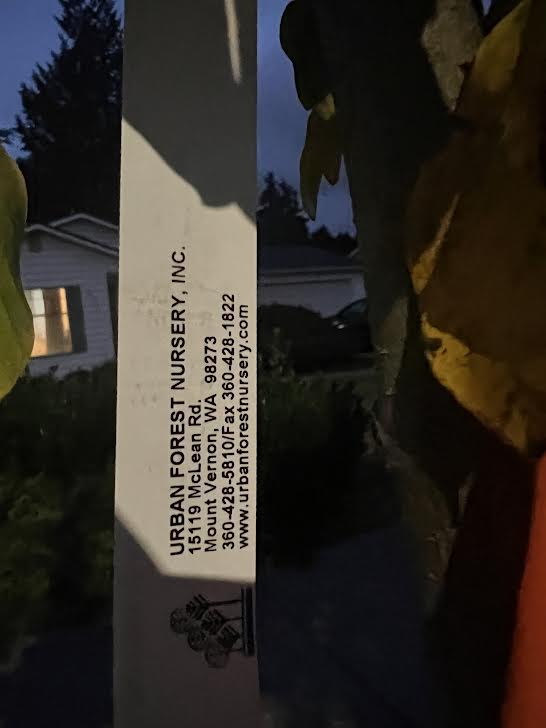 URBAN FOREST NURSERY, INC.
15119 McLean Rd.
Mount Vernon, WA 98273
360-428-5810/Fax 360-428-1822
www.urbanforestnursery.com